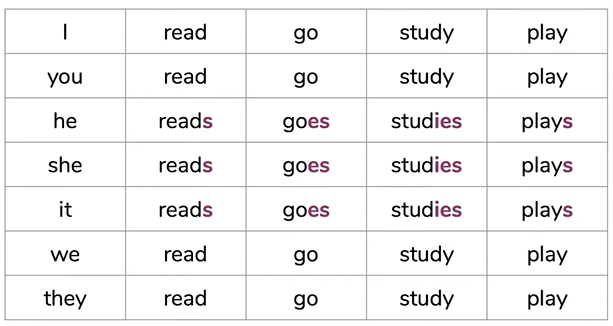 I read go study play
you read go study play
he reads goes studies plays
she reads goes studies plays
it reads goes studies plays
we read go study play
they read go study play